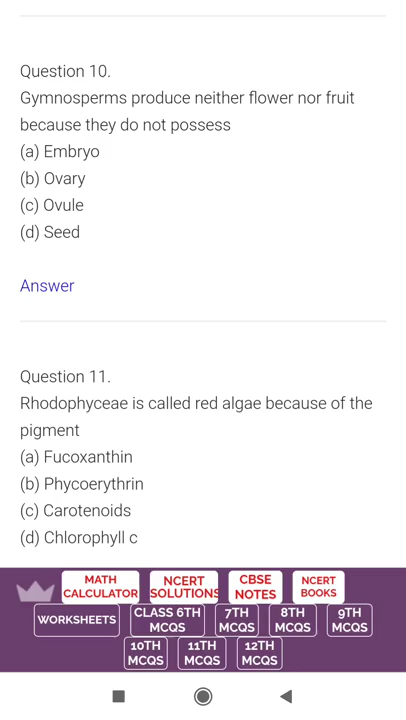 Question 10.
Gymnosperms produce neither flower nor fruit
because they do not possess
(a) Embryo
(b) Ovary
(c) Ovule
(d) Seed
Answer
Question 11.
Rhodophyceae is called red algae because of the
pigment
(a) Fucoxanthin
(b) Phycoerythrin
(c) Carotenoids
(d) Chlorophyll c
MATH
CALCULATOR
NCERT
SOLUTIONS
CBSE
NOTES
NCERT
BOOKS
WORKSHEETS
CLASS 6TH
MCQS
7TH
MCQS
8TH
MCQS
9TH
MCQS
10TH
MCQS
11TH
MCQS
12TH
MCQS